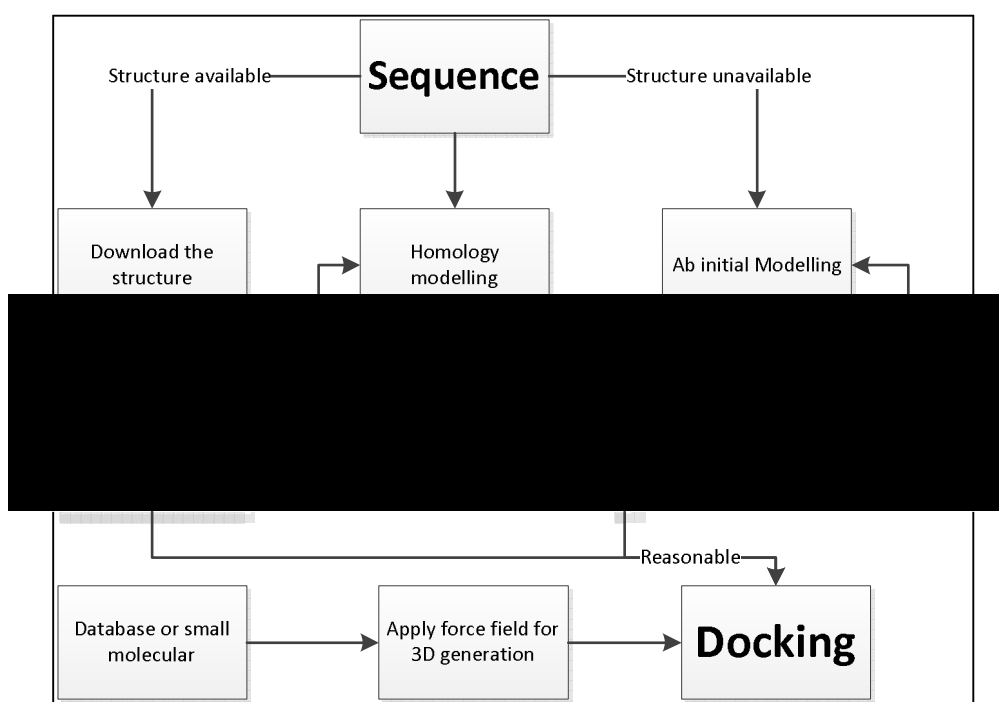 Structure available
Sequence
Structure unavailable
Download the
structure
Homology
modelling
Ab initial Modelling
Reasonable
Database or small
molecular
Apply force field for
3D generation
Docking